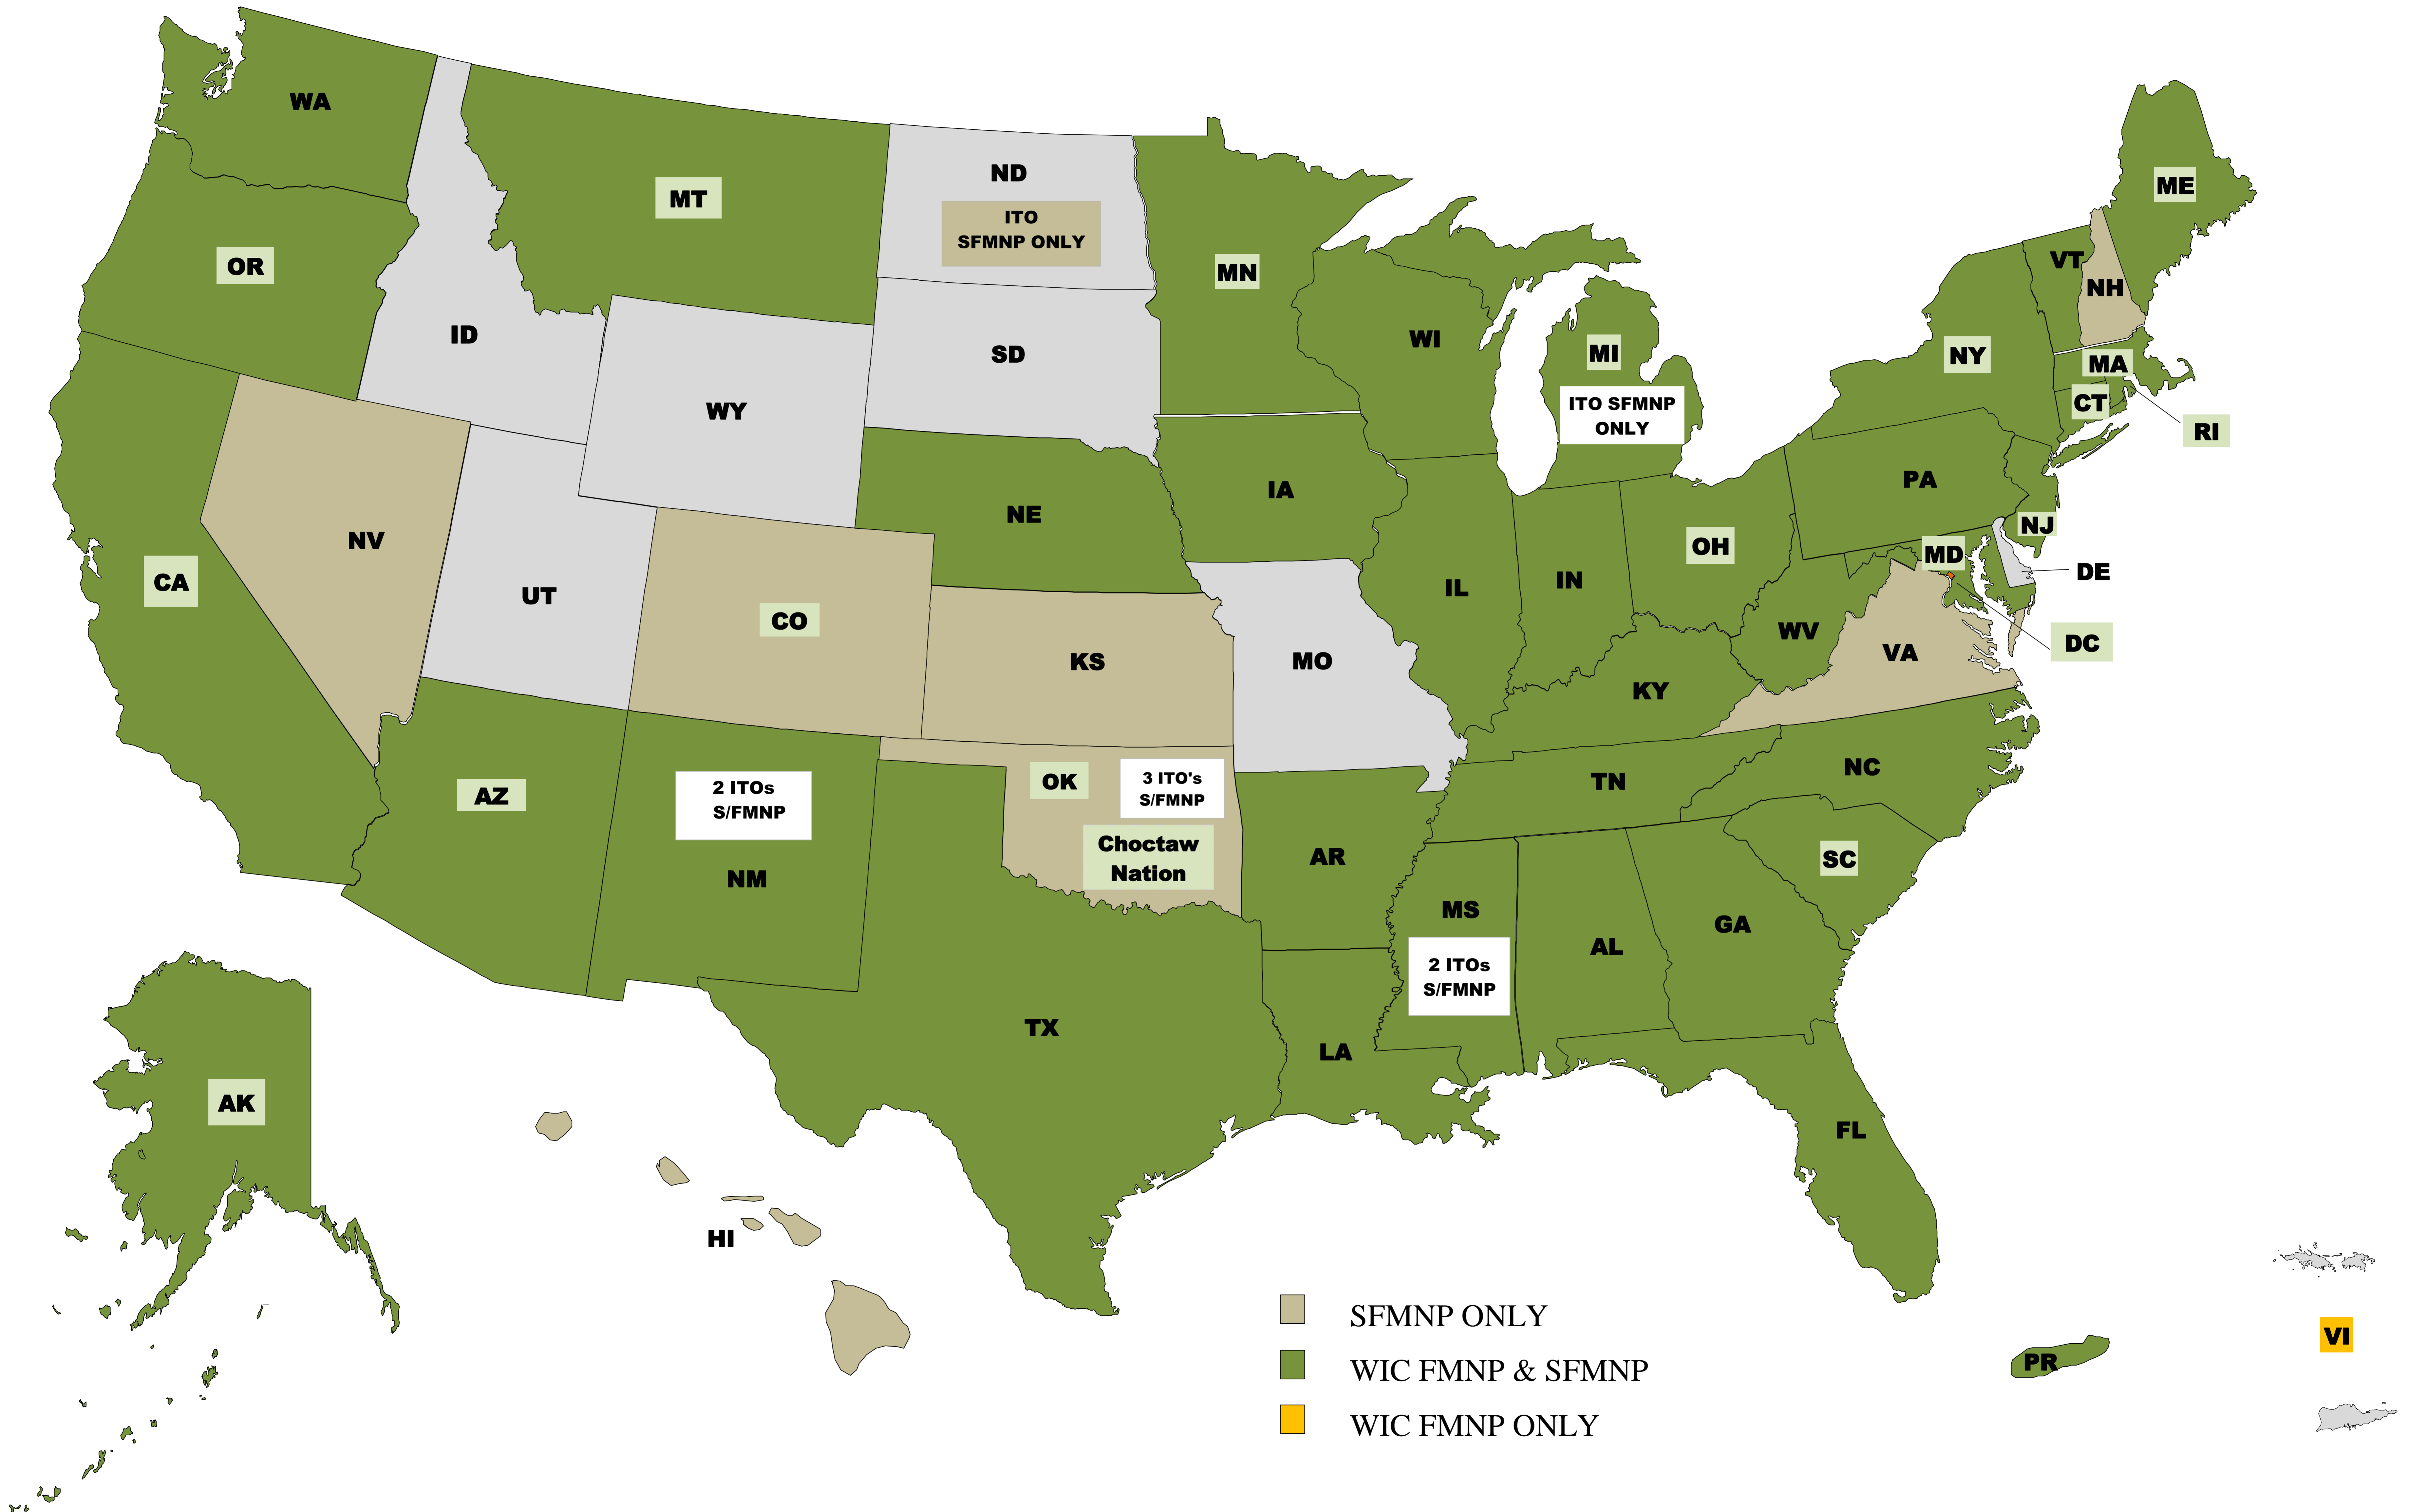 WA
MT
ND
ITO
SFMNP ONLY
ME
OR
MN
VT
NH
ID
SD
WI
MI
ITO SFMNP
ONLY
NY
MA
CT
RI
WY
IA
PA
NE
NV
NJ
OH
MD
DE
CA
UT
CO
IL
IN
WV
DC
KS
MO
VA
KY
AZ
2 ITOs
S/FMNP
NM
OK
3 ITO's
S/FMNP
Choctaw
Nation
TN
NC
AR
SC
MS
2 ITOs
S/FMNP
AL
GA
TX
LA
AK
FL
HI
SFMNP ONLY
WIC FMNP & SFMNP
WIC FMNP ONLY
PR
VI